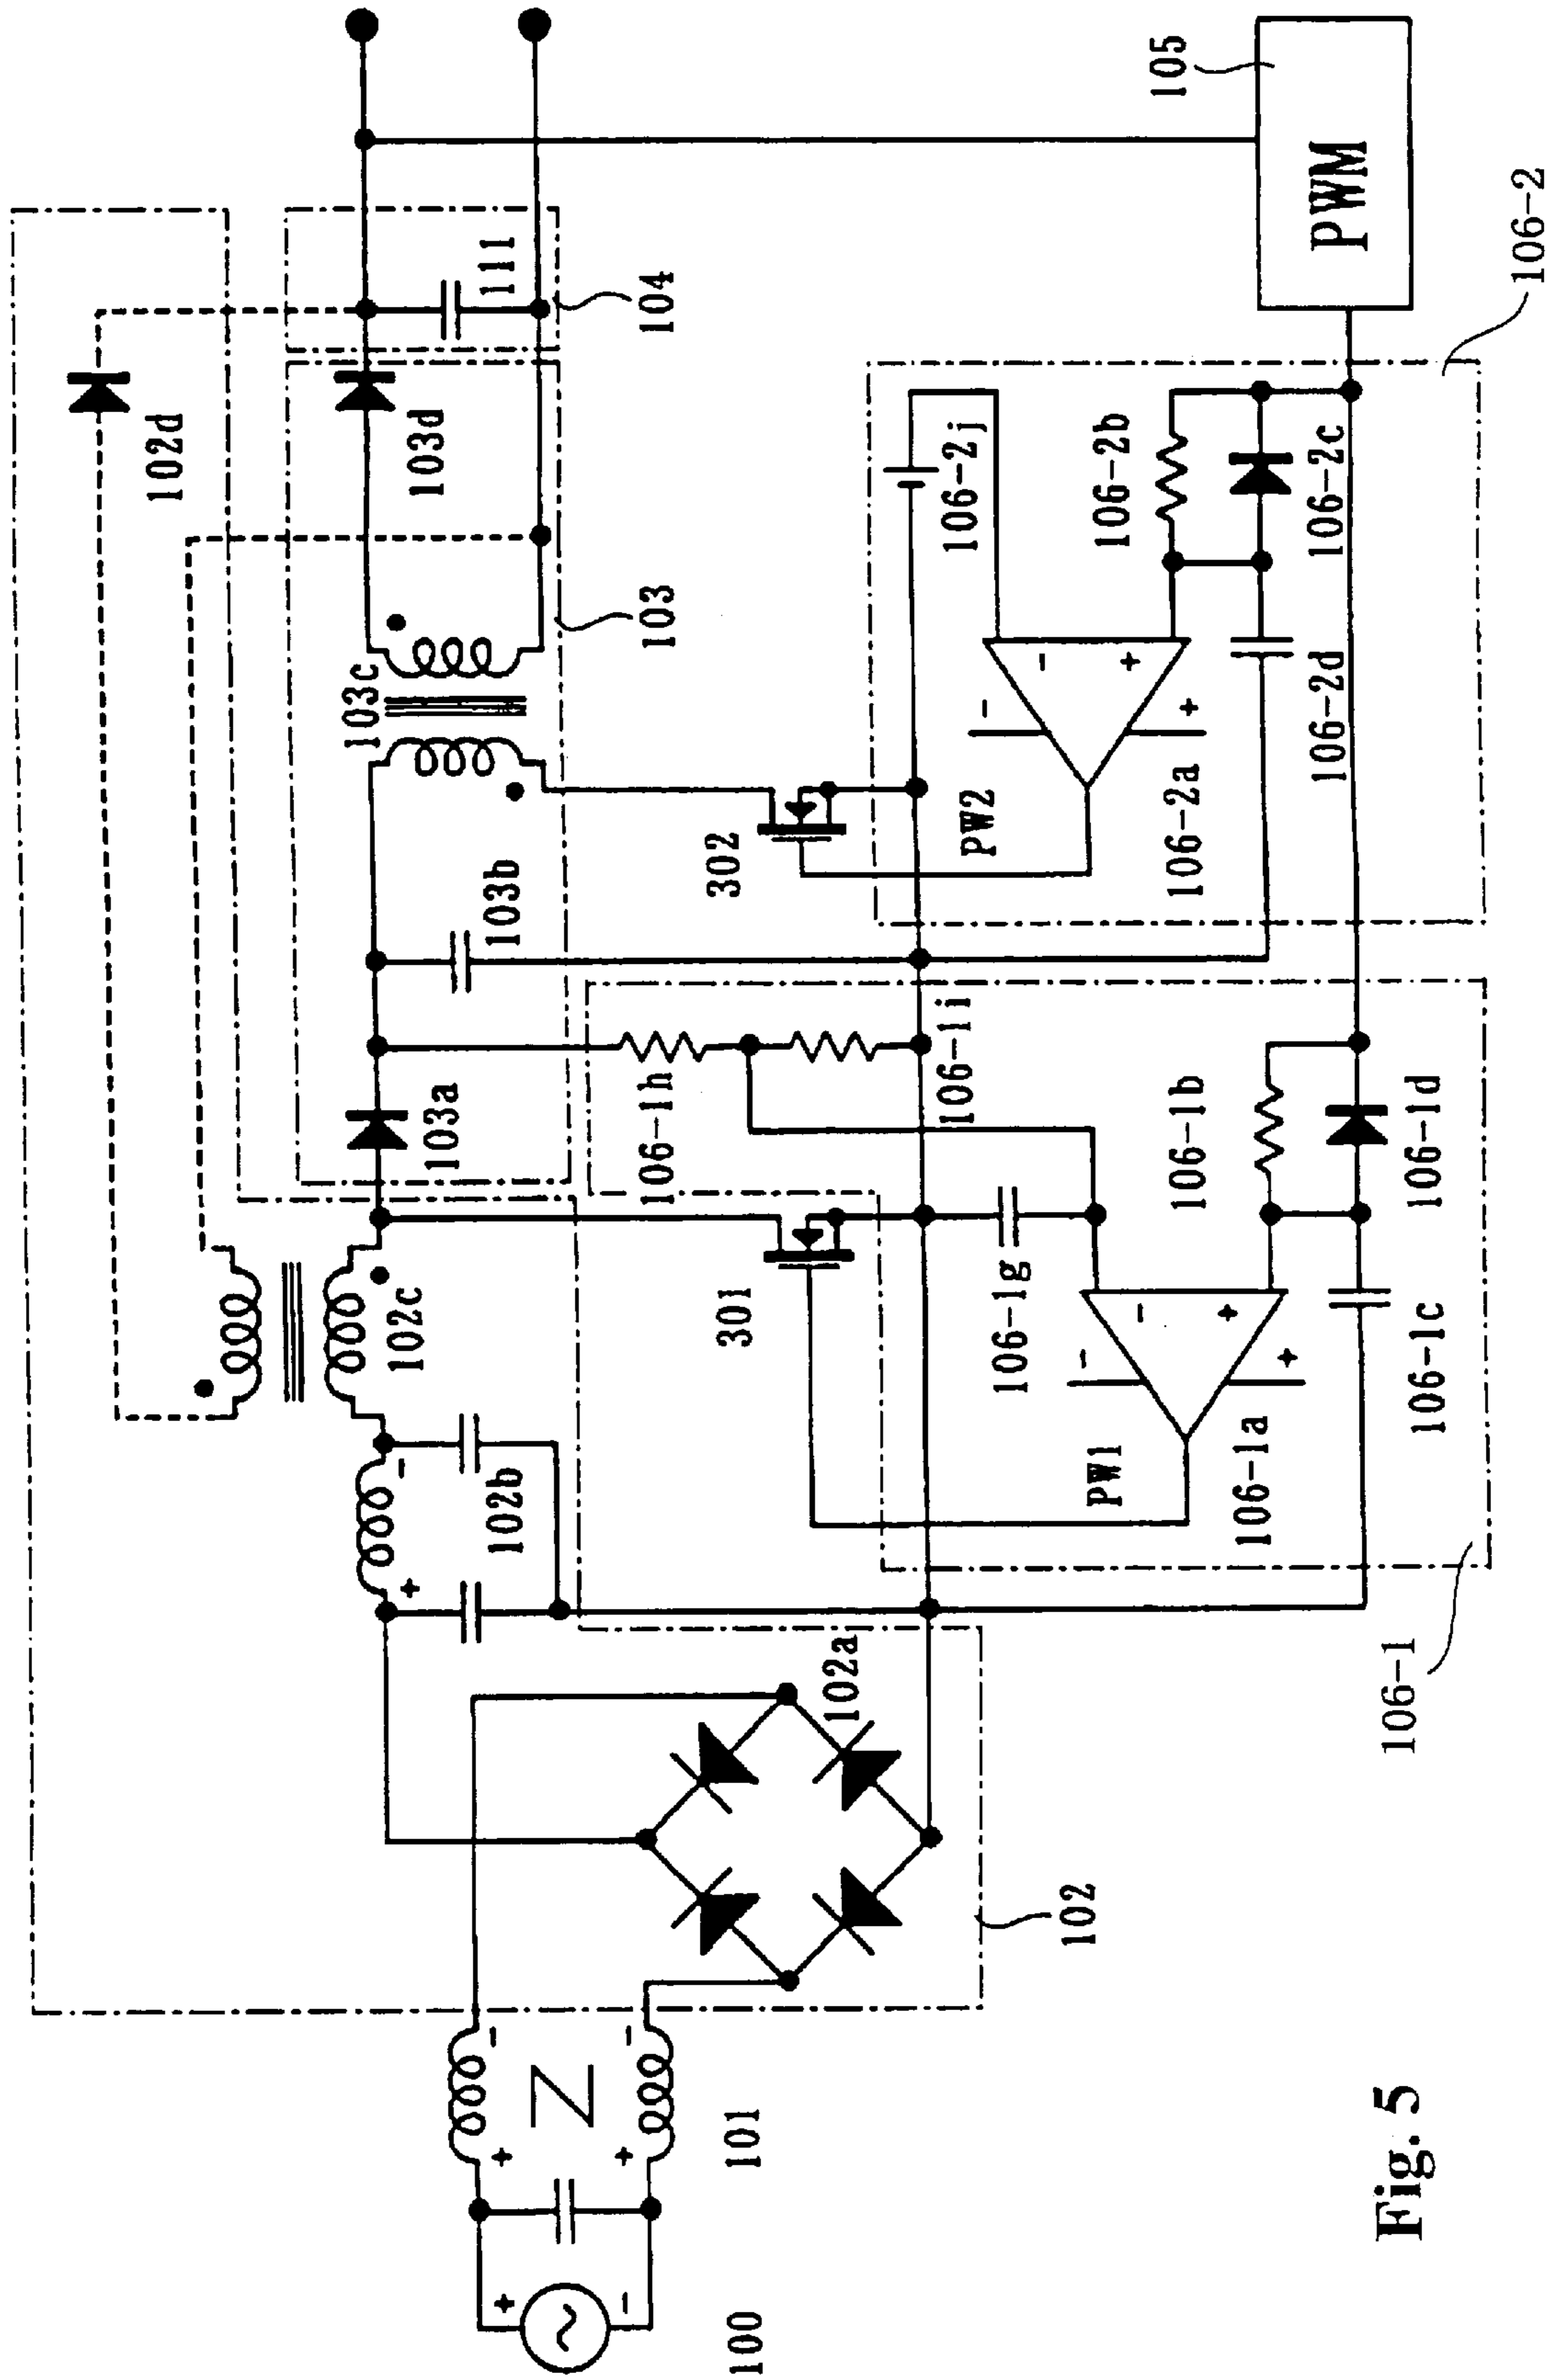 102d
103d
111
104
105
PWM
103c
103
103b
103a
102c
102b
302
301
106-2j
106-2b
106-2c
106-2d
106-2a
PW2
- +
- +
106-2
106-1h
106-1i
106-1g
106-1b
106-1d
106-1c
106-1a
PW1
- +
- +
106-1
+ -
102a
102
+ -
+ -
101
+ -
100
Fig. 5